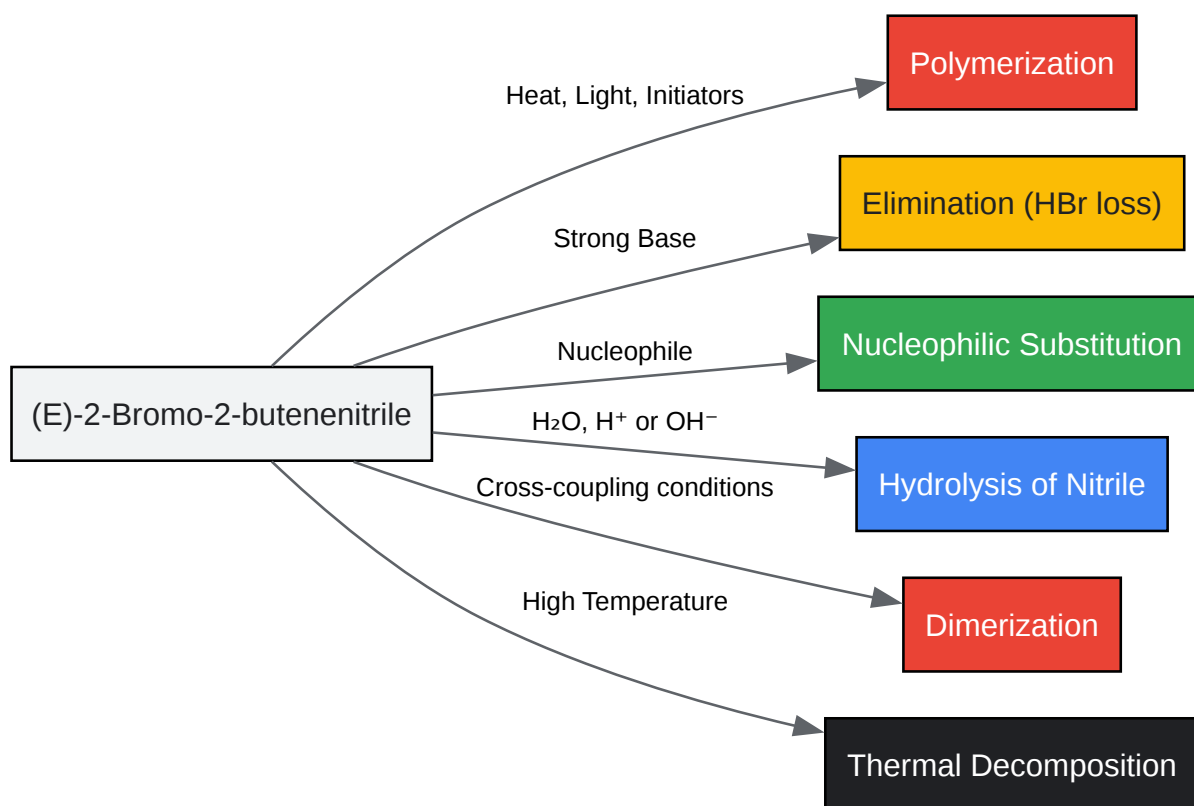 Polymerization
Heat, Light, Initiators
Elimination (HBr loss)
Strong Base
Nucleophilic Substitution
Nucleophile
(E)-2-Bromo-2-butenenitrile
H₂O, H⁺ or OH⁻
Hydrolysis of Nitrile
Cross-coupling conditions
Dimerization
High Temperature
Thermal Decomposition